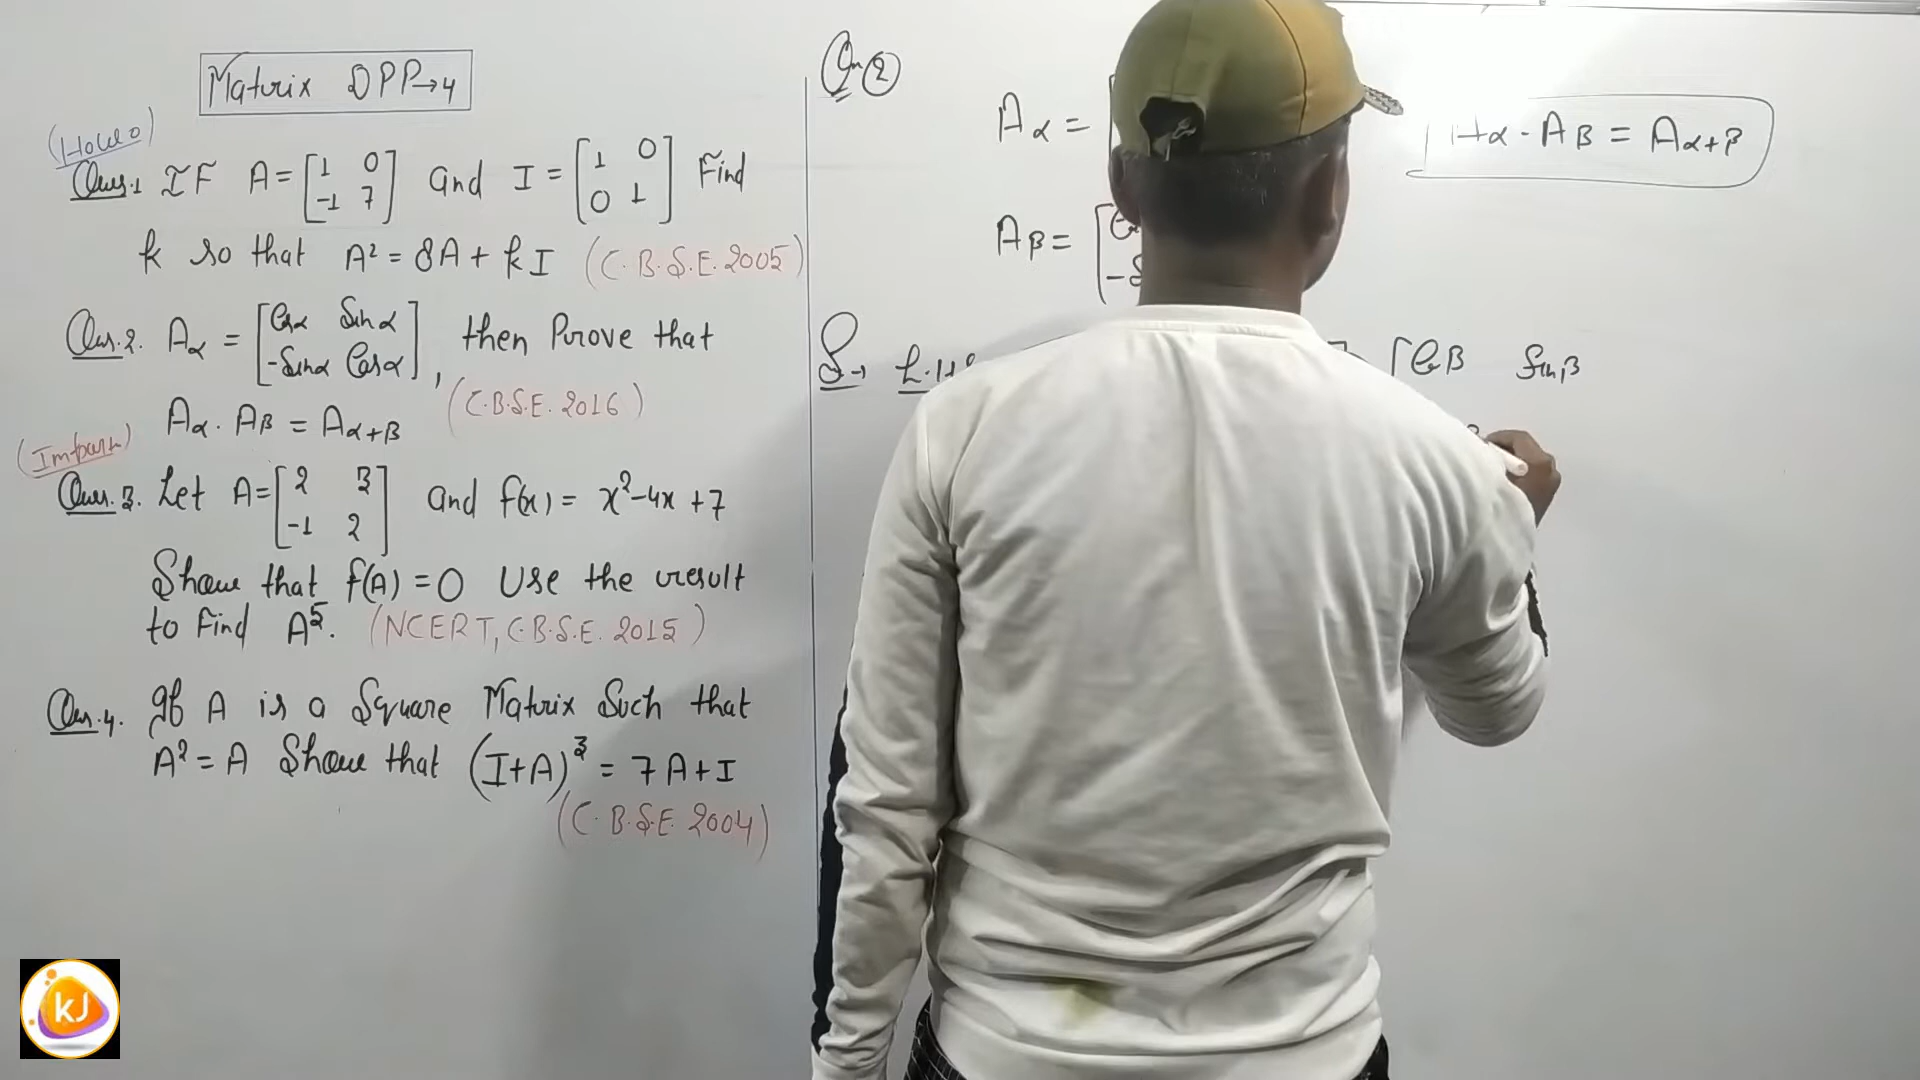 Matrix DPP→4
Ques.1 IF A = [1 0 -1 7] and I = [1 0 0 1] Find
k so that A² = 8A + kI (C.B.S.E. 2005)
Ques.2. Aα = [Cosα Sinα -Sinα Cosα], then Prove that
Aα . Aβ = Aα+β (C.B.S.E. 2016)
(Import)
Ques.3. Let A = [2 3 -1 2] and f(x) = x²-4x+7
Show that f(A) = 0 Use the result
to Find A⁵. (NCERT, C.B.S.E. 2015)
Ques.4. If A is a Square Matrix Such that
A² = A Show that (I+A)³ = 7A+I
(C.B.S.E. 2004)
Qn ②
Aα = [
Aα . Aβ = Aα+β
Aβ = [
S→ L.H.S
[Cosβ Sinβ
kJ